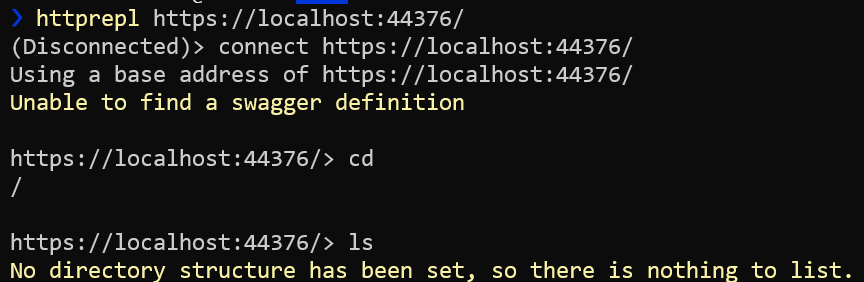 ❯ httprepl https://localhost:44376/
(Disconnected)> connect https://localhost:44376/
Using a base address of https://localhost:44376/
Unable to find a swagger definition
https://localhost:44376/> cd
/
https://localhost:44376/> ls
No directory structure has been set, so there is nothing to list.